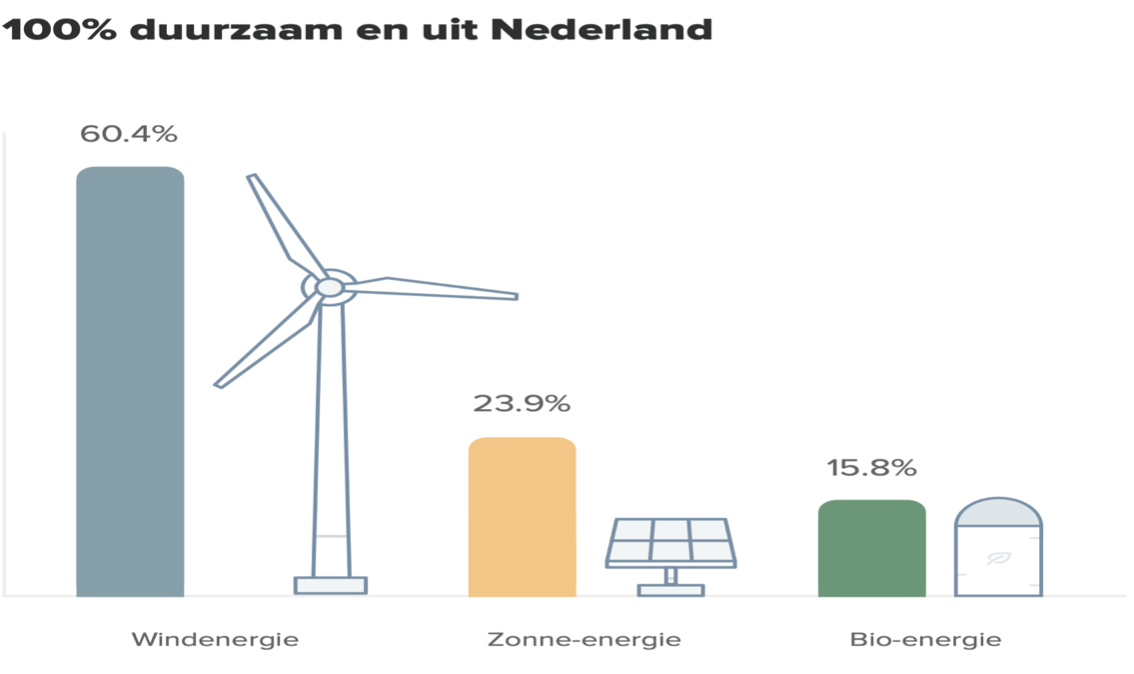 100% duurzaam en uit Nederland
60.4%
23.9%
15.8%
Windenergie
Zonne-energie
Bio-energie